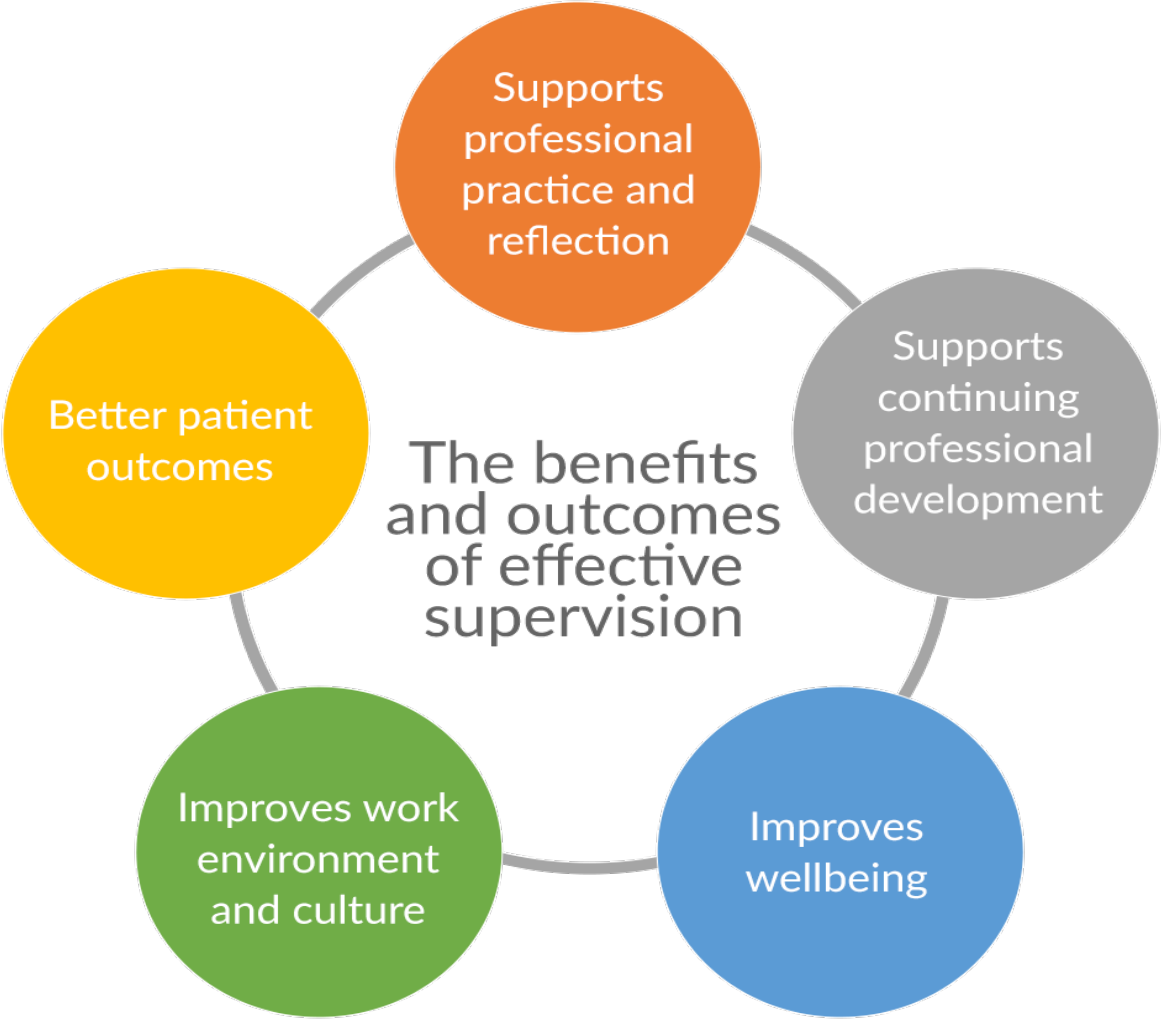 Supports
professional
practice and
reflection
Supports
continuing
professional
development
Better patient
outcomes
The benefits
and outcomes
of effective
supervision
Improves work
environment
and culture
Improves
wellbeing